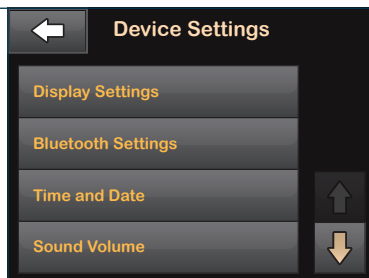 Device Settings
Display Settings
Bluetooth Settings
Time and Date
Sound Volume